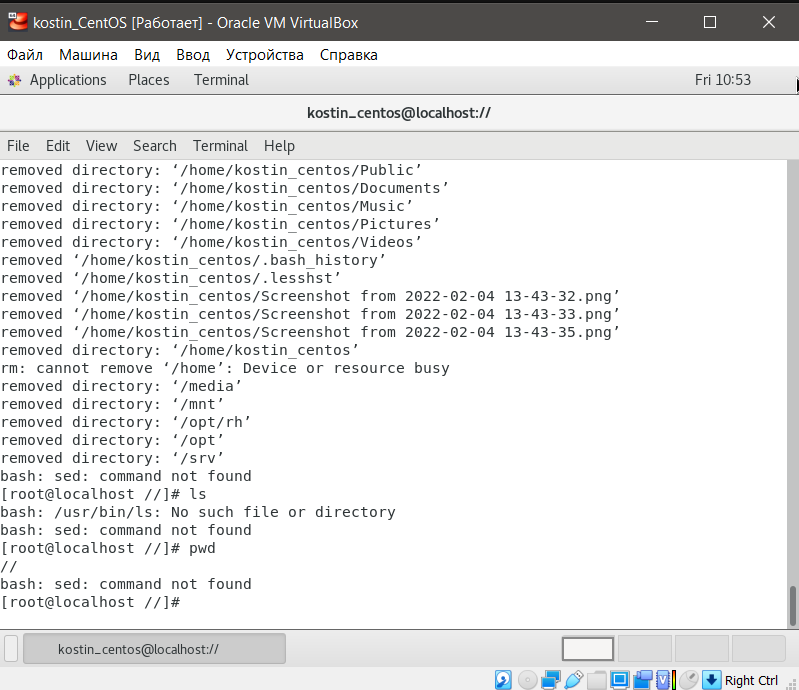 kostin_CentOS [Работает] - Oracle VM VirtualBox
Файл Машина Вид Ввод Устройства Справка
Applications Places Terminal Fri 10:53
kostin_centos@localhost://
File Edit View Search Terminal Help
removed directory: ‘/home/kostin_centos/Public’
removed directory: ‘/home/kostin_centos/Documents’
removed directory: ‘/home/kostin_centos/Music’
removed directory: ‘/home/kostin_centos/Pictures’
removed directory: ‘/home/kostin_centos/Videos’
removed ‘/home/kostin_centos/.bash_history’
removed ‘/home/kostin_centos/.lesshst’
removed ‘/home/kostin_centos/Screenshot from 2022-02-04 13-43-32.png’
removed ‘/home/kostin_centos/Screenshot from 2022-02-04 13-43-33.png’
removed ‘/home/kostin_centos/Screenshot from 2022-02-04 13-43-35.png’
removed directory: ‘/home/kostin_centos’
rm: cannot remove ‘/home’: Device or resource busy
removed directory: ‘/media’
removed directory: ‘/mnt’
removed directory: ‘/opt/rh’
removed directory: ‘/opt’
removed directory: ‘/srv’
bash: sed: command not found
[root@localhost //]# ls
bash: /usr/bin/ls: No such file or directory
bash: sed: command not found
[root@localhost //]# pwd
//
bash: sed: command not found
[root@localhost //]#
kostin_centos@localhost://
Right Ctrl